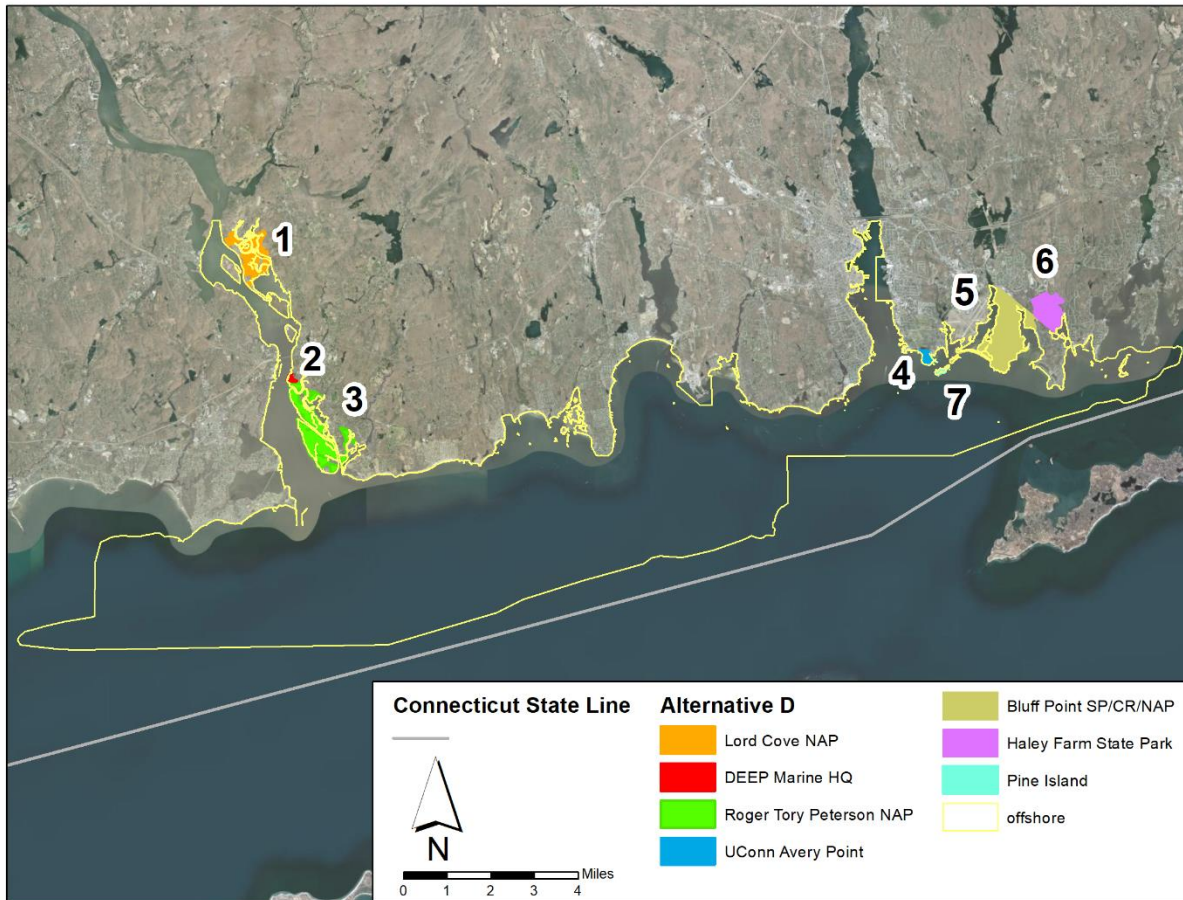 1
2
3
4
5
6
7
Connecticut State Line
N
0 1 2 3 4 Miles
Alternative D
Lord Cove NAP
DEEP Marine HQ
Roger Tory Peterson NAP
UConn Avery Point
Bluff Point SP/CR/NAP
Haley Farm State Park
Pine Island
offshore